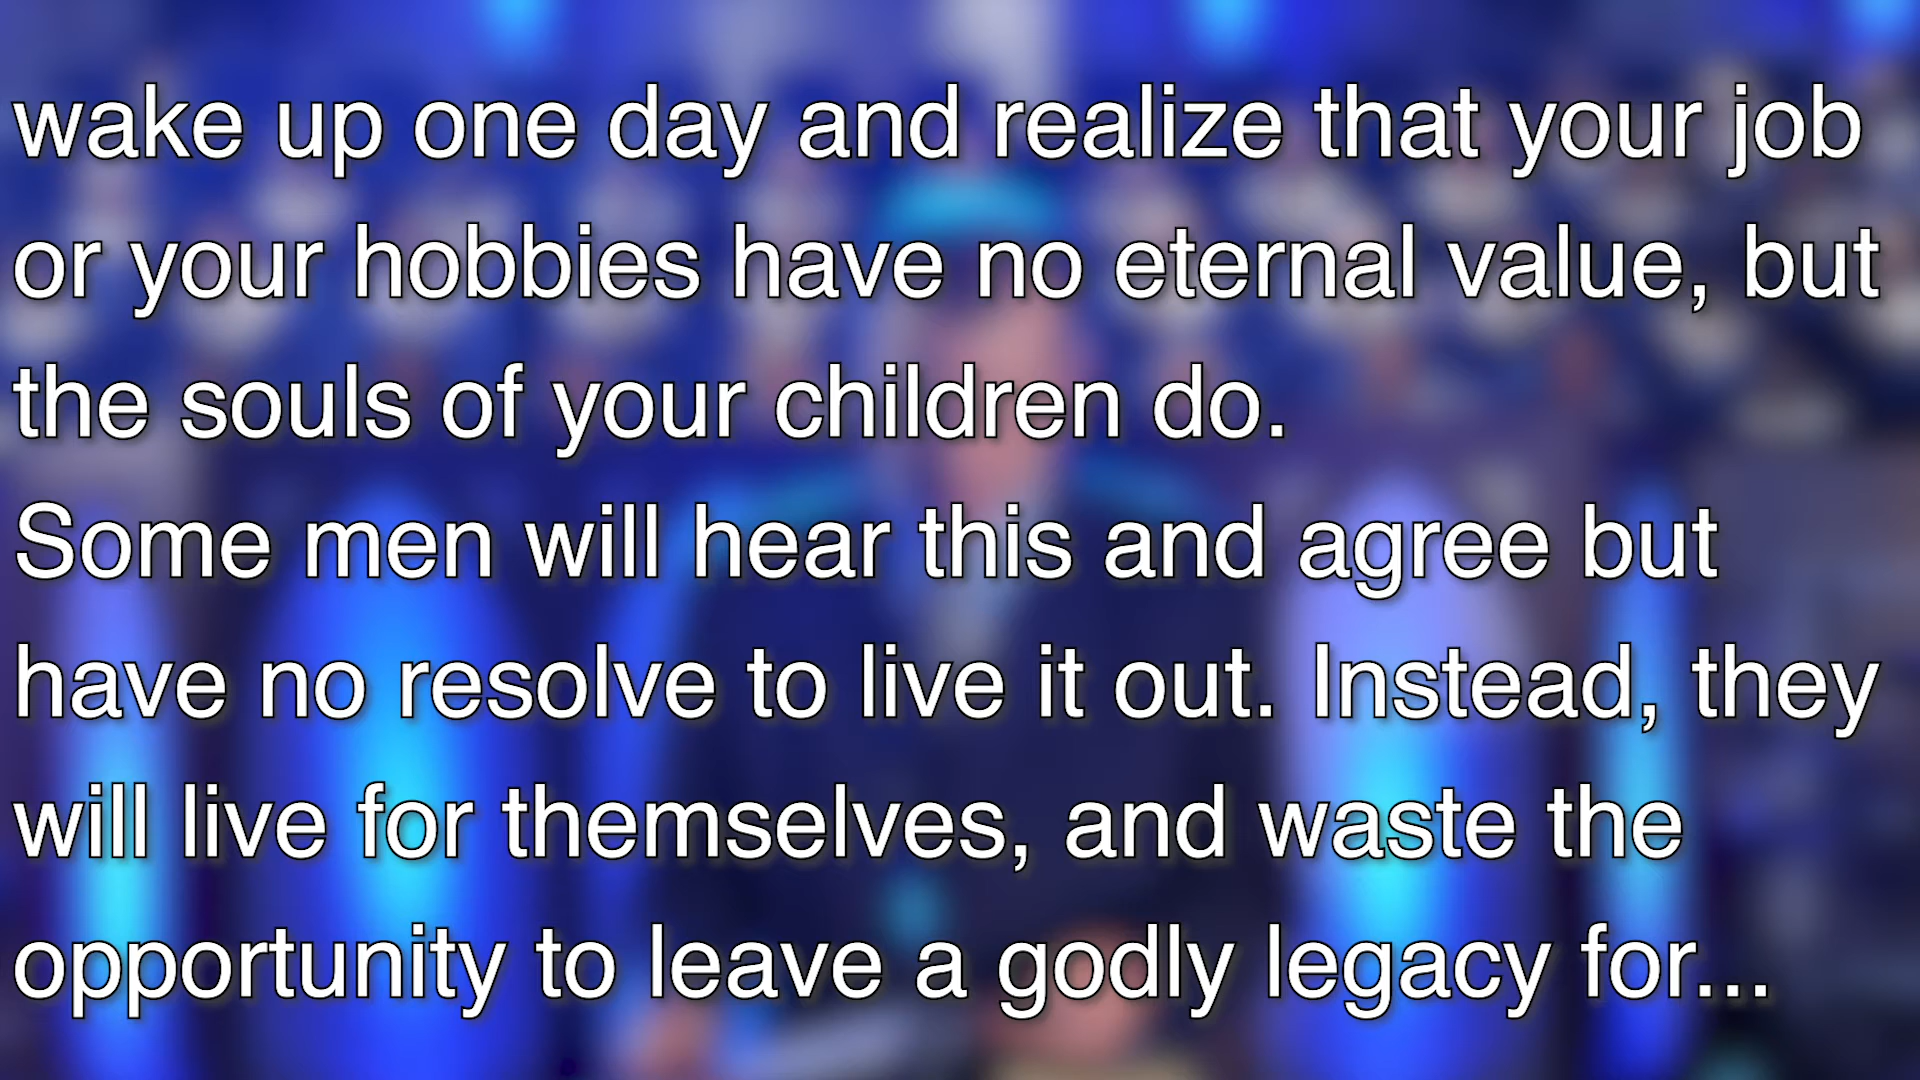 wake up one day and realize that your job
or your hobbies have no eternal value, but
the souls of your children do.
Some men will hear this and agree but
have no resolve to live it out. Instead, they
will live for themselves, and waste the
opportunity to leave a godly legacy for...